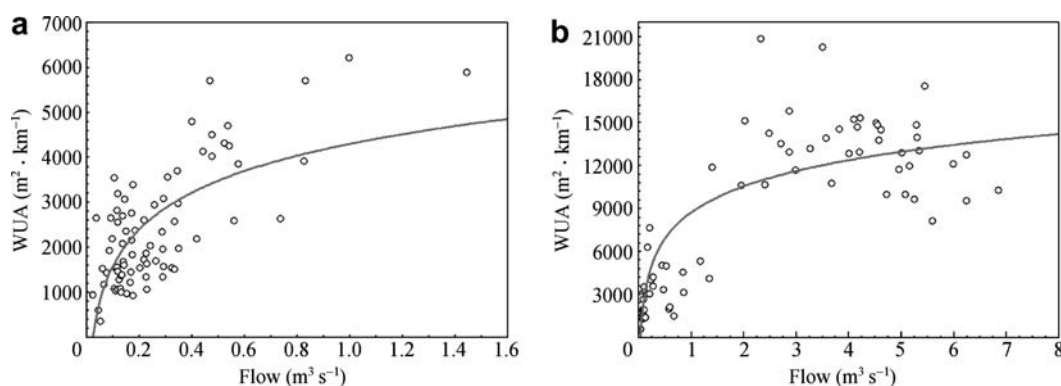 a
7000
6000
5000
4000
3000
2000
1000
WUA (m² · km⁻¹)
0 0.2 0.4 0.6 0.8 1.0 1.2 1.4 1.6
Flow (m³ s⁻¹)
b
21000
18000
15000
12000
9000
6000
3000
WUA (m² · km⁻¹)
0 1 2 3 4 5 6 7 8
Flow (m³ s⁻¹)